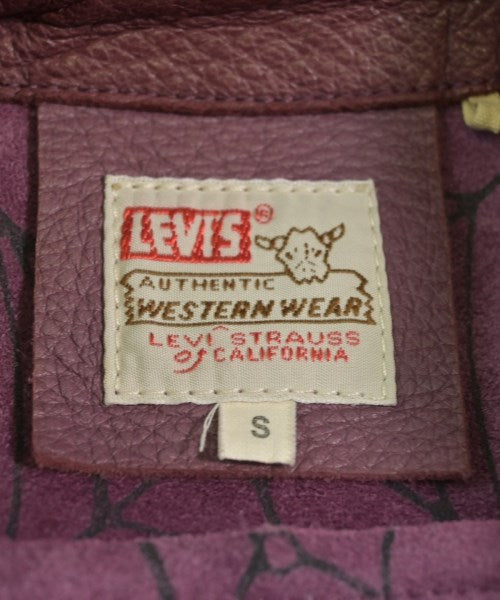 LEVI'S ®
AUTHENTIC
WESTERN WEAR
LEVI STRAUSS
of CALIFORNIA
S